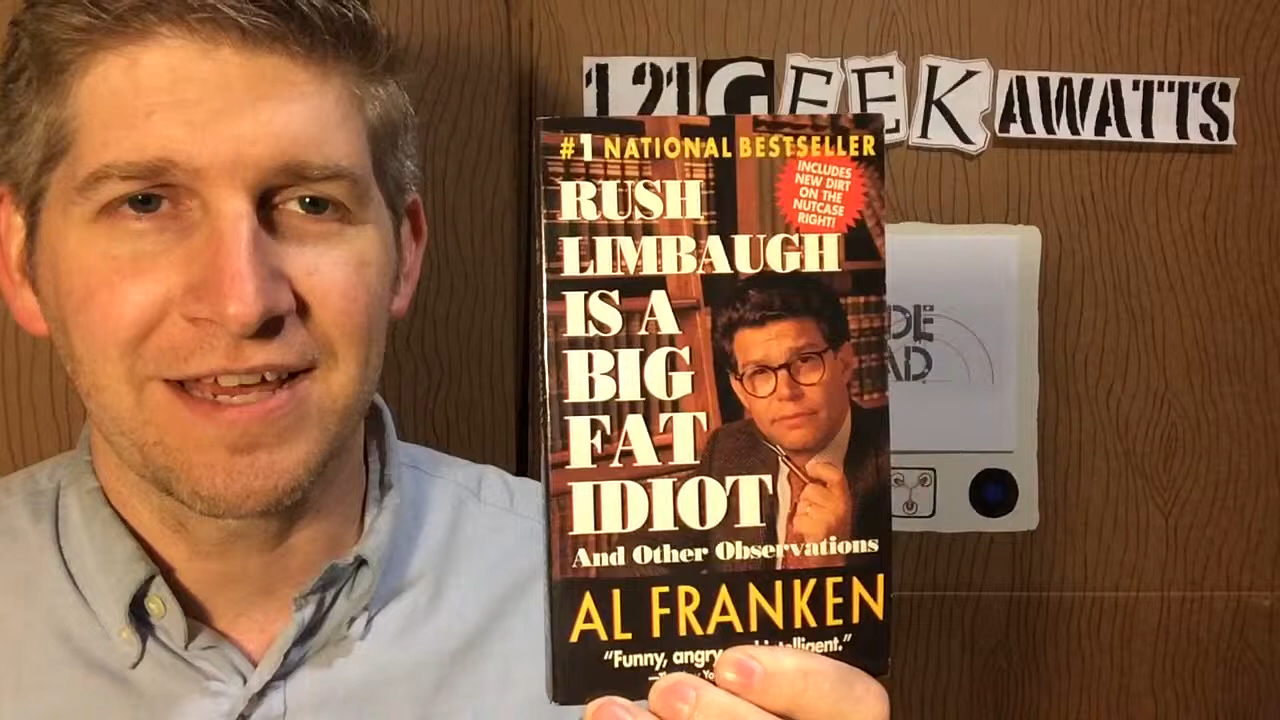 121GEEKAWATTS
#1 NATIONAL BESTSELLER
INCLUDES
NEW DIRT
ON THE
NUTCASE
RIGHT!
RUSH
LIMBAUGH
IS A
BIG
FAT
IDIOT
And Other Observations
AL FRANKEN
"Funny, angry intelligent."